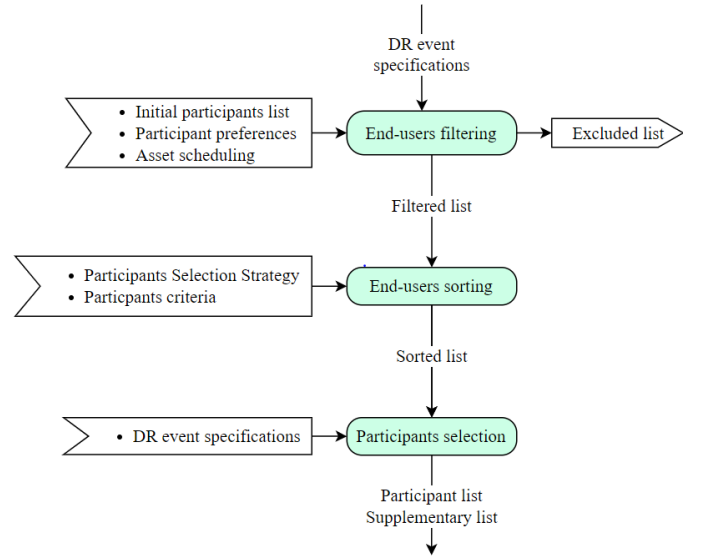 DR event
specifications
• Initial participants list
• Participant preferences
• Asset scheduling
End-users filtering
Excluded list
Filtered list
• Participants Selection Strategy
• Particpants criteria
End-users sorting
Sorted list
• DR event specifications
Participants selection
Participant list
Supplementary list